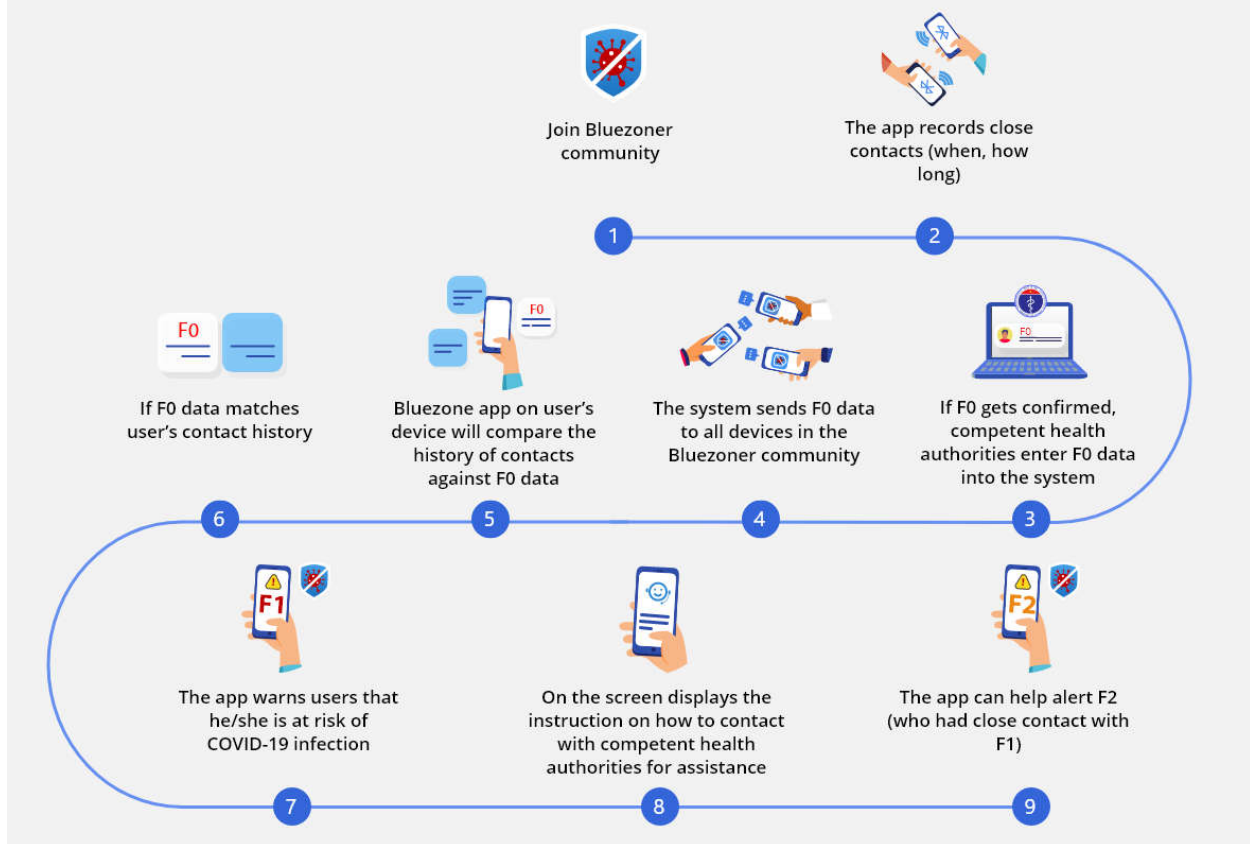 Join Bluezoner
community
The app records close
contacts (when, how
long)
1
2
If F0 gets confirmed,
competent health
authorities enter F0 data
into the system
F0
3
The system sends F0 data
to all devices in the
Bluezoner community
4
F0
Bluezone app on user's
device will compare the
history of contacts
against F0 data
5
F0
If F0 data matches
user's contact history
6
F1
The app warns users that
he/she is at risk of
COVID-19 infection
7
On the screen displays the
instruction on how to contact
with competent health
authorities for assistance
8
F2
The app can help alert F2
(who had close contact with
F1)
9